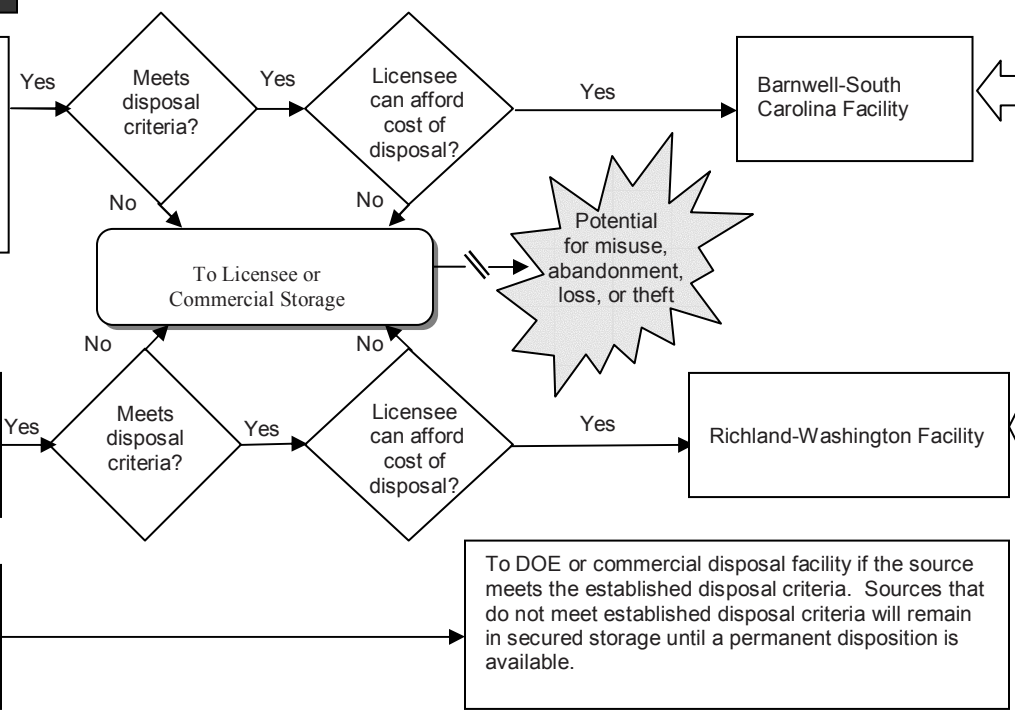 Yes
Meets
disposal
criteria?
Yes
Licensee
can afford
cost of
disposal?
Yes
Barnwell-South
Carolina Facility
No
No
To Licensee or
Commercial Storage
Potential
for misuse,
abandonment,
loss, or theft
No
No
Yes
Meets
disposal
criteria?
Yes
Licensee
can afford
cost of
disposal?
Yes
Richland-Washington Facility
To DOE or commercial disposal facility if the source
meets the established disposal criteria.  Sources that
do not meet established disposal criteria will remain
in secured storage until a permanent disposition is
available.